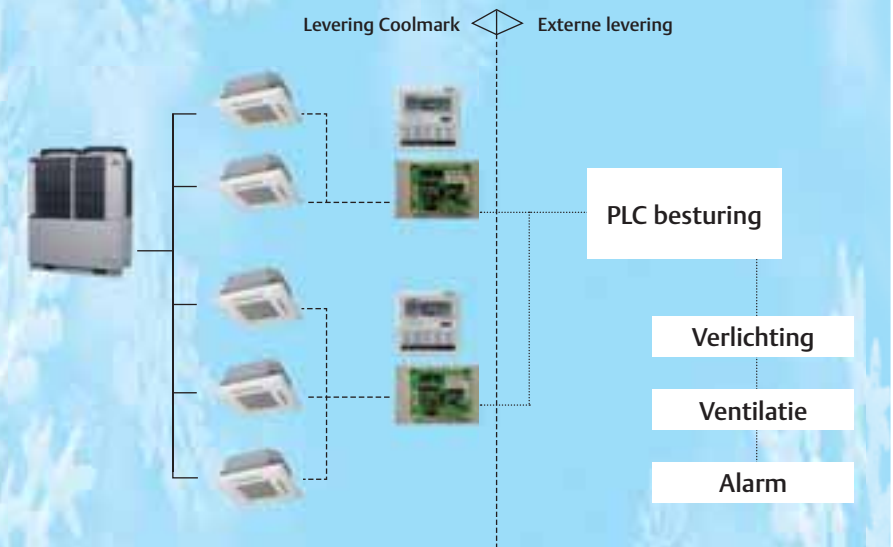 Levering Coolmark
Externe levering
PLC besturing
Verlichting
Ventilatie
Alarm